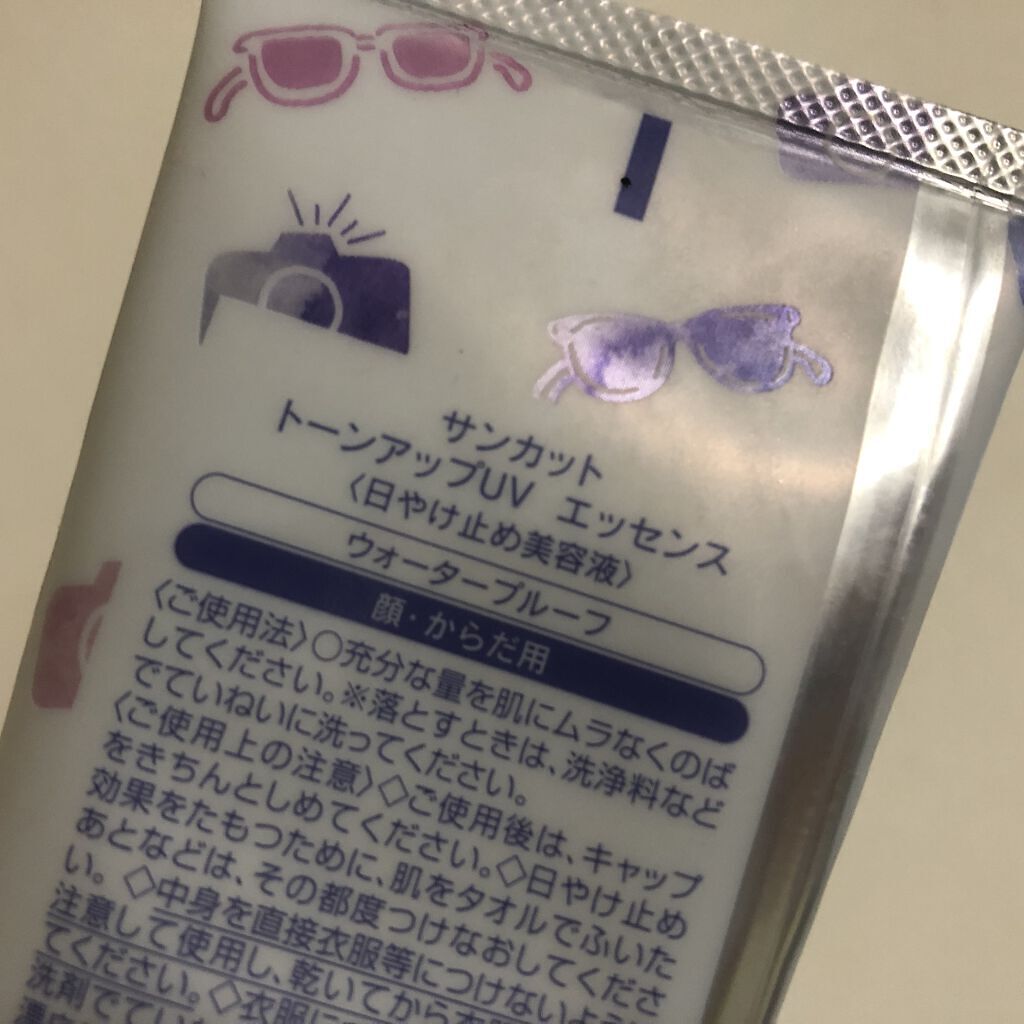 サンカット
トーンアップUV エッセンス
〈日やけ止め美容液〉
ウォータープルーフ
顔・からだ用
〈ご使用法〉○充分な量を肌にムラなくのば
してください。※落とすときは、洗浄料など
でていねいに洗ってください。
〈ご使用上の注意〉◇ご使用後は、キャップ
をきちんとしめてください。◇日やけ止め
効果をたもつために、肌をタオルでふいた
あとなどは、その都度つけなおしてくださ
い。◇中身を直接衣服等につけないよう
注意して使用し、乾いてから
てください。◇衣服に
洗剤でていね